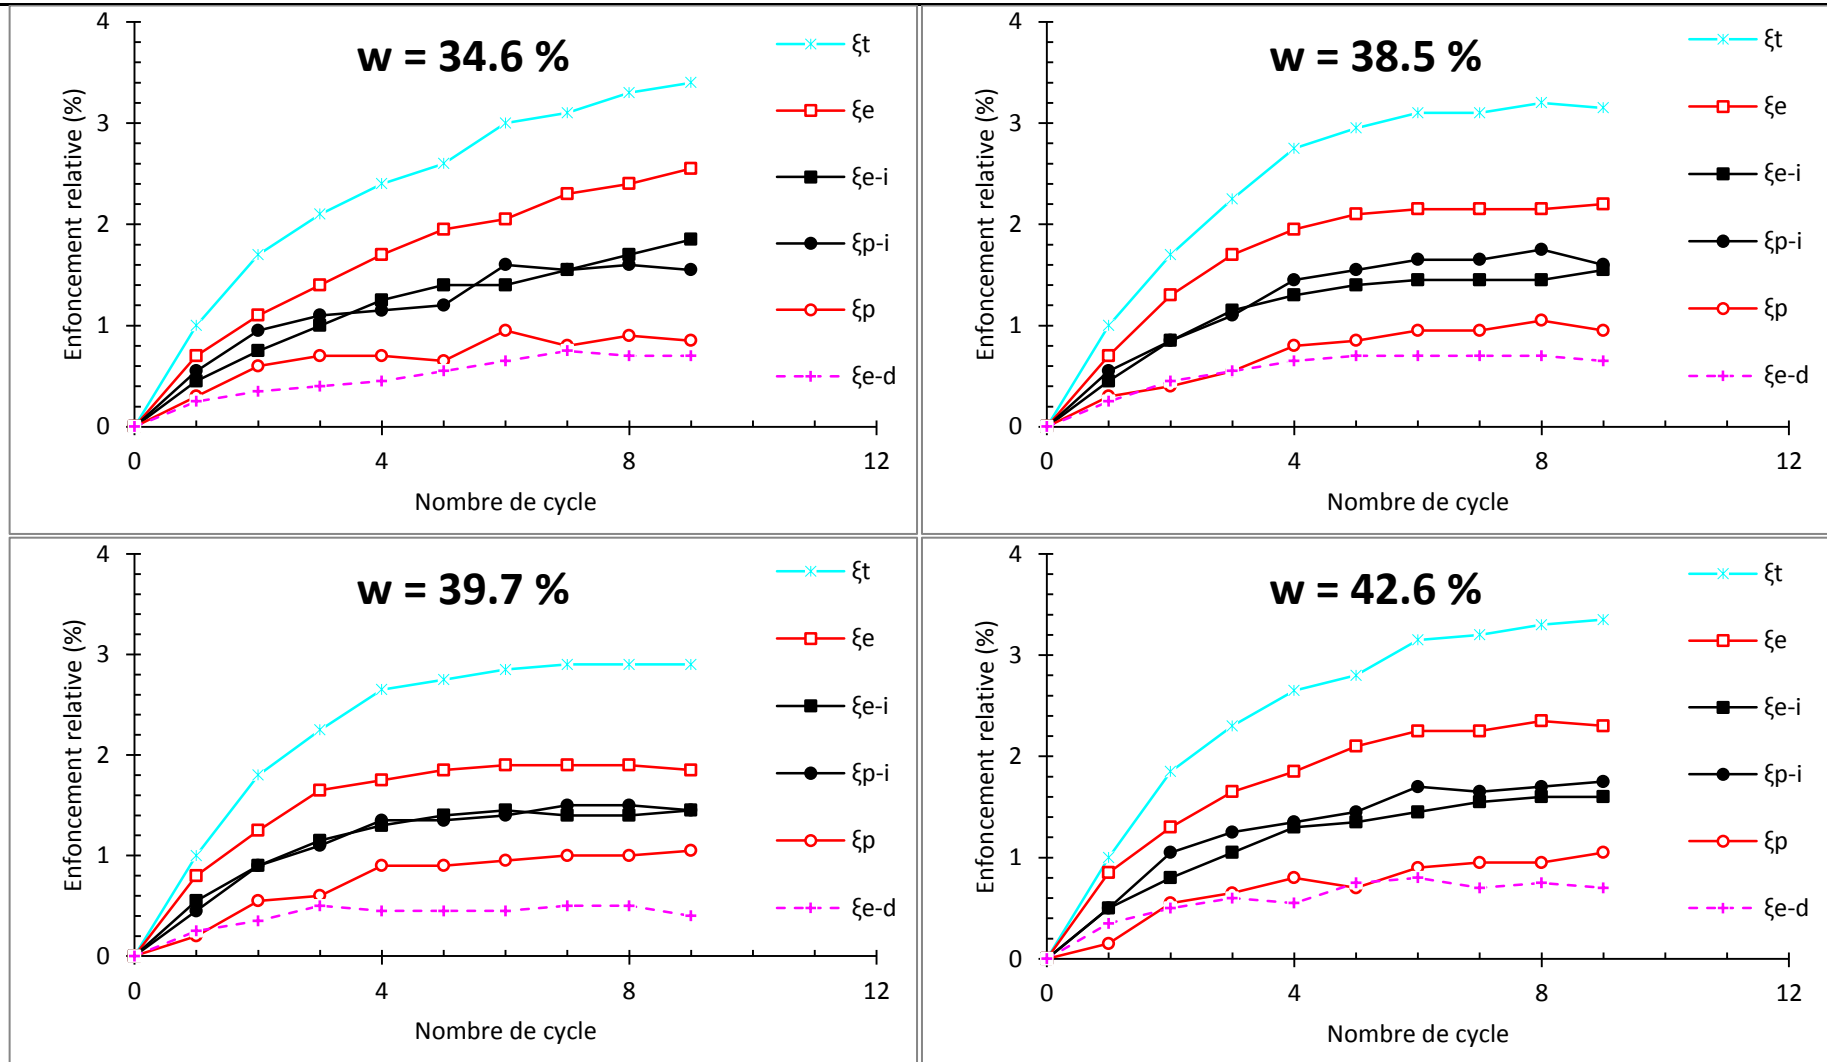 w = 34.6 %
Enfoncement relative (%)
4
3
2
1
0
0 4 8 12
Nombre de cycle
ξt
ξe
ξe-i
ξp-i
ξp
ξe-d
w = 38.5 %
Enfoncement relative (%)
4
3
2
1
0
0 4 8 12
Nombre de cycle
ξt
ξe
ξe-i
ξp-i
ξp
ξe-d
w = 39.7 %
Enfoncement relative (%)
4
3
2
1
0
0 4 8 12
Nombre de cycle
ξt
ξe
ξe-i
ξp-i
ξp
ξe-d
w = 42.6 %
Enfoncement relative (%)
4
3
2
1
0
0 4 8 12
Nombre de cycle
ξt
ξe
ξe-i
ξp-i
ξp
ξe-d